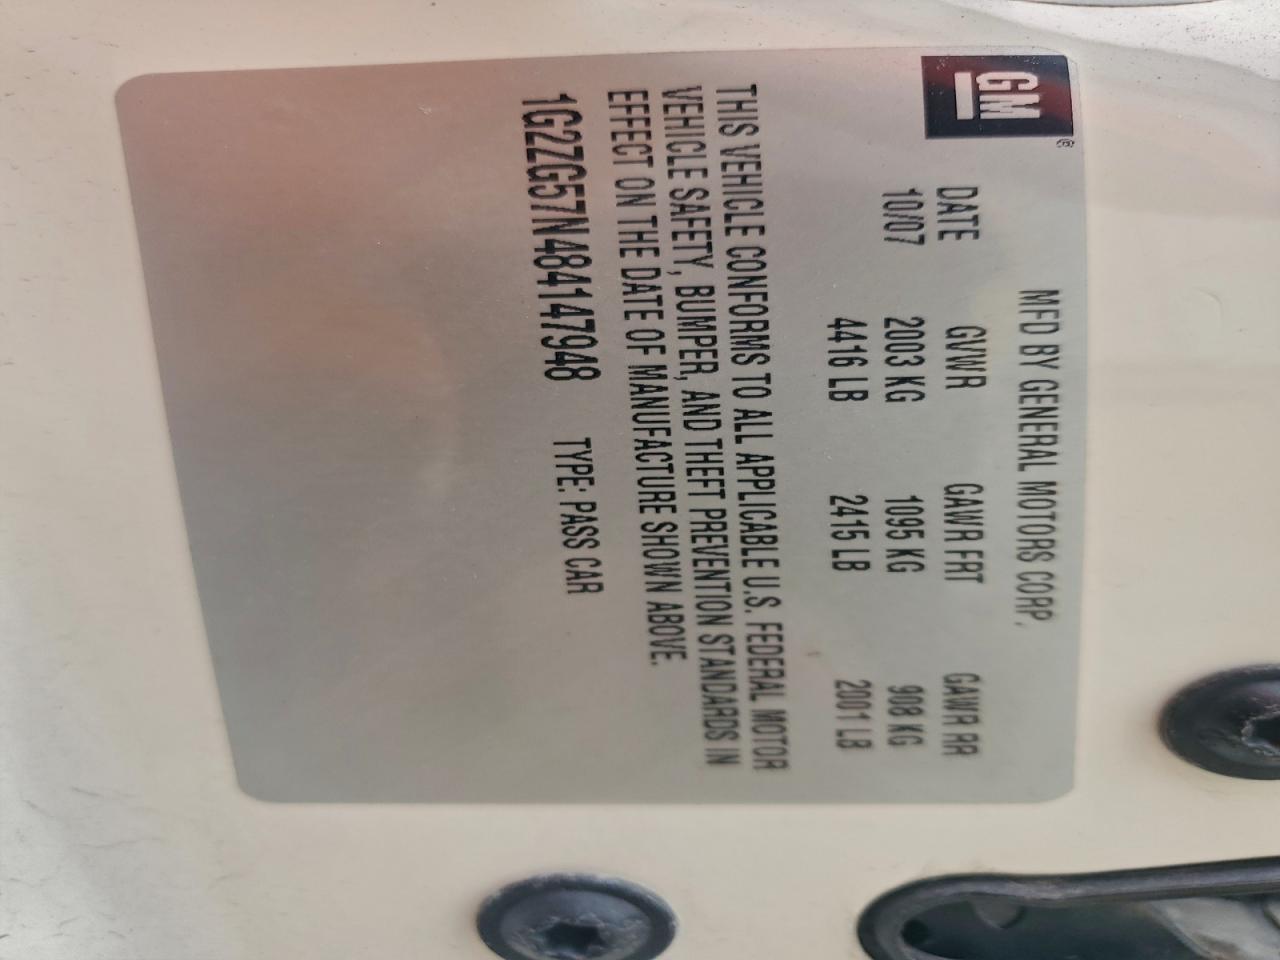 GM®
MFD BY GENERAL MOTORS CORP.
DATE GVWR GAWR FRT GAWR RR
10/07 2003 KG 1095 KG 908 KG
4416 LB 2415 LB 2001 LB
THIS VEHICLE CONFORMS TO ALL APPLICABLE U.S. FEDERAL MOTOR
VEHICLE SAFETY, BUMPER, AND THEFT PREVENTION STANDARDS IN
EFFECT ON THE DATE OF MANUFACTURE SHOWN ABOVE.
1G2ZG57N484147948 TYPE: PASS CAR